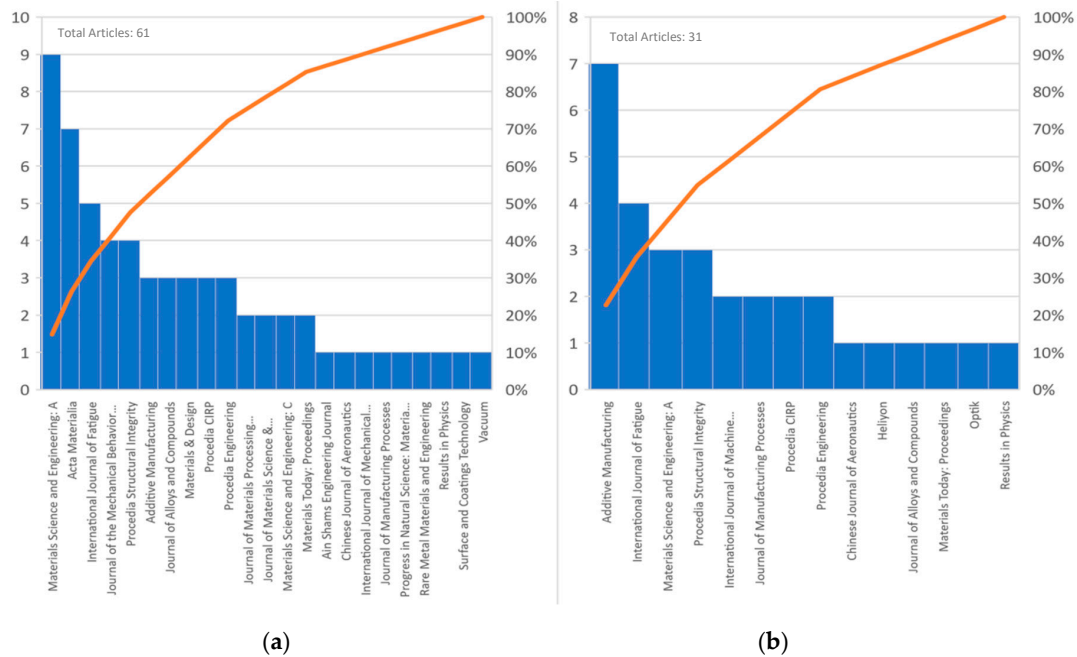 Total Articles: 61
10
9
8
7
6
5
4
3
2
1
0
100%
90%
80%
70%
60%
50%
40%
30%
20%
10%
0%
Materials Science and Engineering: A
Acta Materialia
International Journal of Fatigue
Journal of the Mechanical Behavior...
Procedia Structural Integrity
Additive Manufacturing
Journal of Alloys and Compounds
Materials & Design
Procedia CIRP
Procedia Engineering
Journal of Materials Processing...
Journal of Materials Science &...
Materials Science and Engineering: C
Materials Today: Proceedings
Ain Shams Engineering Journal
Chinese Journal of Aeronautics
International Journal of Mechanical...
Journal of Manufacturing Processes
Progress in Natural Science: Materia...
Rare Metal Materials and Engineering
Results in Physics
Surface and Coatings Technology
Vacuum
(a)
Total Articles: 31
8
7
6
5
4
3
2
1
0
100%
90%
80%
70%
60%
50%
40%
30%
20%
10%
0%
Additive Manufacturing
International Journal of Fatigue
Materials Science and Engineering: A
Procedia Structural Integrity
International Journal of Machine...
Journal of Manufacturing Processes
Procedia CIRP
Procedia Engineering
Chinese Journal of Aeronautics
Heliyon
Journal of Alloys and Compounds
Materials Today: Proceedings
Optik
Results in Physics
(b)